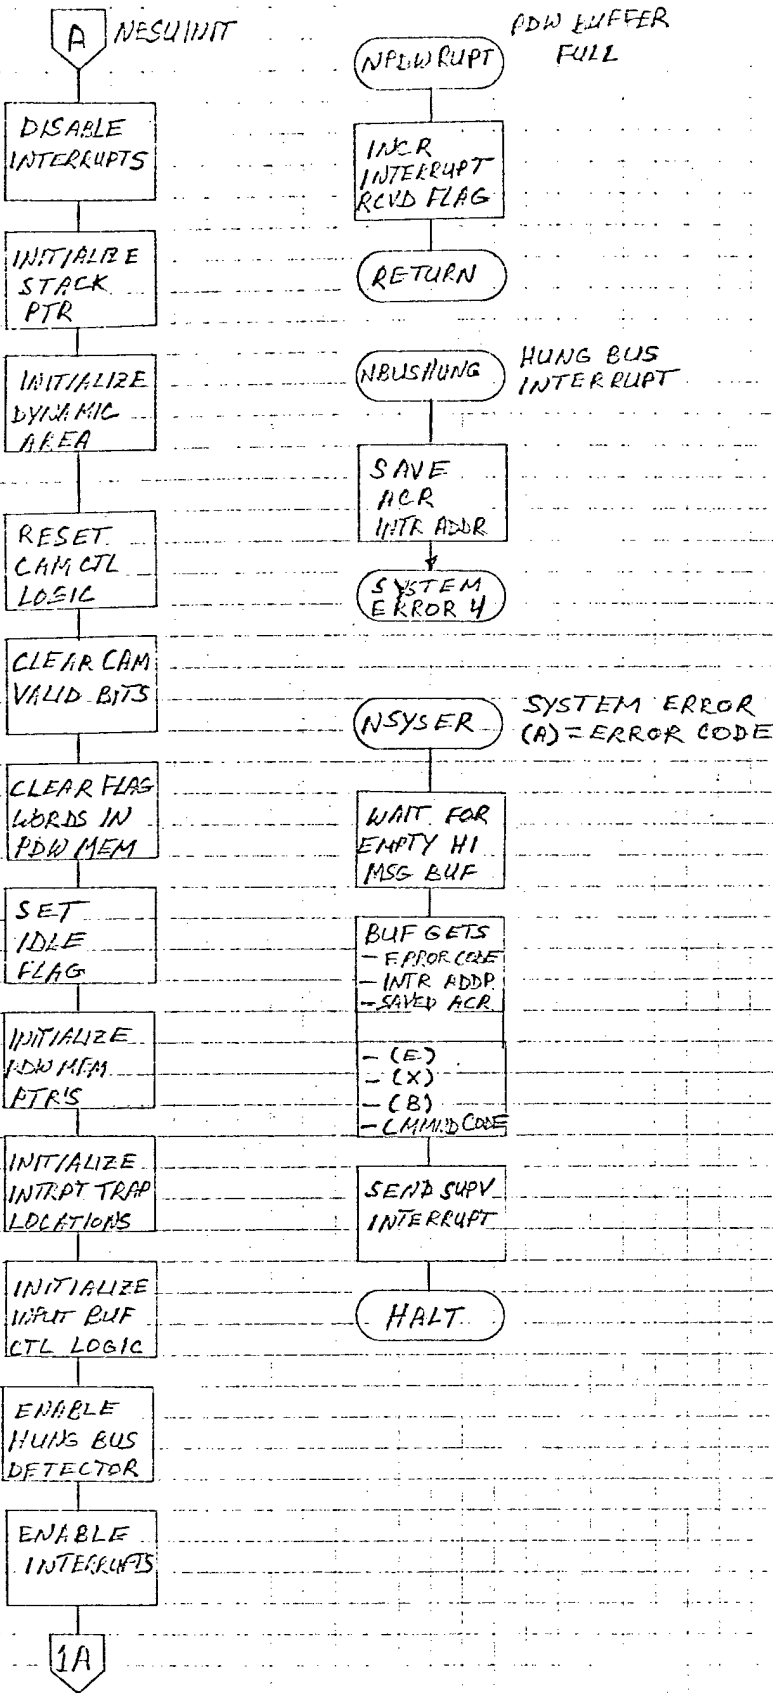 A NESUINIT
DISABLE
INTERRUPTS
INITIALIZE
STACK
PTR
INITIALIZE
DYNAMIC
AREA
RESET
CAM CTL
LOGIC
CLEAR CAM
VALID BITS
CLEAR FLAG
WORDS IN
PDW MEM
SET
IDLE
FLAG
INITIALIZE
PDW MEM
PTR'S
INITIALIZE
INTRPT TRAP
LOCATIONS
INITIALIZE
INPUT BUF
CTL LOGIC
ENABLE
HUNG BUS
DETECTOR
ENABLE
INTERRUPTS
1A
NPDWRUPT
PDW BUFFER
FULL
INCR
INTERRUPT
RCVD FLAG
RETURN
NBUSHUNG
HUNG BUS
INTERRUPT
SAVE
ACR
INTR ADDR
SYSTEM
ERROR 4
NSYSER
SYSTEM ERROR
(A) = ERROR CODE
WAIT FOR
EMPTY HI
MSG BUF
BUF GETS
- ERROR CODE
- INTR ADDR
- SAVED ACR
- (E)
- (X)
- (B)
- CMMND CODE
SEND SUPV
INTERRUPT
HALT